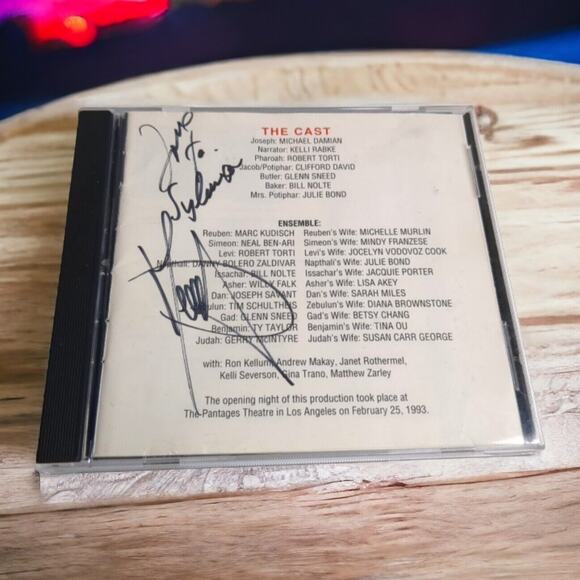 THE CAST
Joseph: MICHAEL DAMIAN
Narrator: KELLI RABKE
Pharoah: ROBERT TORTI
Jacob/Potiphar: CLIFFORD DAVID
Butler: GLENN SNEED
Baker: BILL NOLTE
Mrs. Potiphar: JULIE BOND
ENSEMBLE:
Reuben: MARC KUDISCH Reuben's Wife: MICHELLE MURLIN
Simeon: NEAL BEN-ARI Simeon's Wife: MINDY FRANZESE
Levi: ROBERT TORTI Levi's Wife: JOCELYN VODOVOZ COOK
Napthali: DANNY BOLERO ZALDIVAR Napthali's Wife: JULIE BOND
Issachar: BILL NOLTE Issachar's Wife: JACQUIE PORTER
Asher: WILLY FALK Asher's Wife: LISA AKEY
Dan: JOSEPH SAVANT Dan's Wife: SARAH MILES
Zebulun: TIM SCHULTHEIS Zebulun's Wife: DIANA BROWNSTONE
Gad: GLENN SNEED Gad's Wife: BETSY CHANG
Benjamin: TY TAYLOR Benjamin's Wife: TINA OU
Judah: GERRY McINTYRE Judah's Wife: SUSAN CARR GEORGE
with: Ron Kellum, Andrew Makay, Janet Rothermel,
Kelli Severson, Gina Trano, Matthew Zarley
The opening night of this production took place at
The Pantages Theatre in Los Angeles on February 25, 1993.